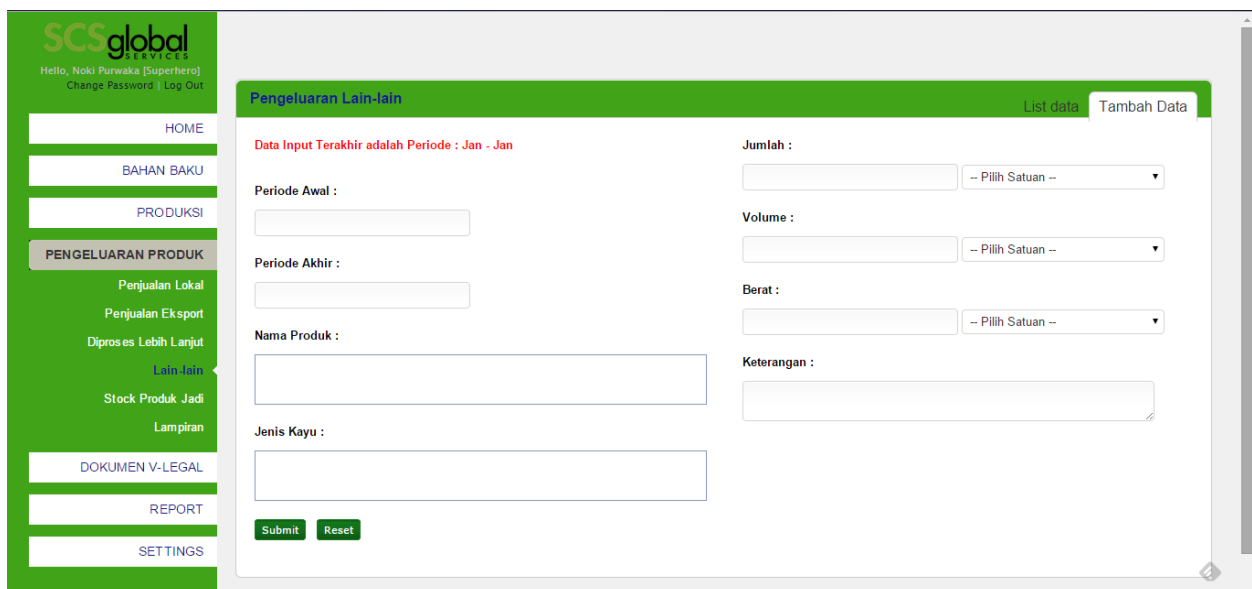 SCSglobal
SERVICES
Hello, Noki Purwaka [Superhero]
Change Password | Log Out
HOME
BAHAN BAKU
PRODUKSI
PENGELUARAN PRODUK
Penjualan Lokal
Penjualan Eksport
Diproses Lebih Lanjut
Lain-lain
Stock Produk Jadi
Lampiran
DOKUMEN V-LEGAL
REPORT
SETTINGS
Pengeluaran Lain-lain
List data
Tambah Data
Data Input Terakhir adalah Periode : Jan - Jan
Periode Awal :
Periode Akhir :
Nama Produk :
Jenis Kayu :
Submit
Reset
Jumlah :
-- Pilih Satuan --
Volume :
-- Pilih Satuan --
Berat :
-- Pilih Satuan --
Keterangan :